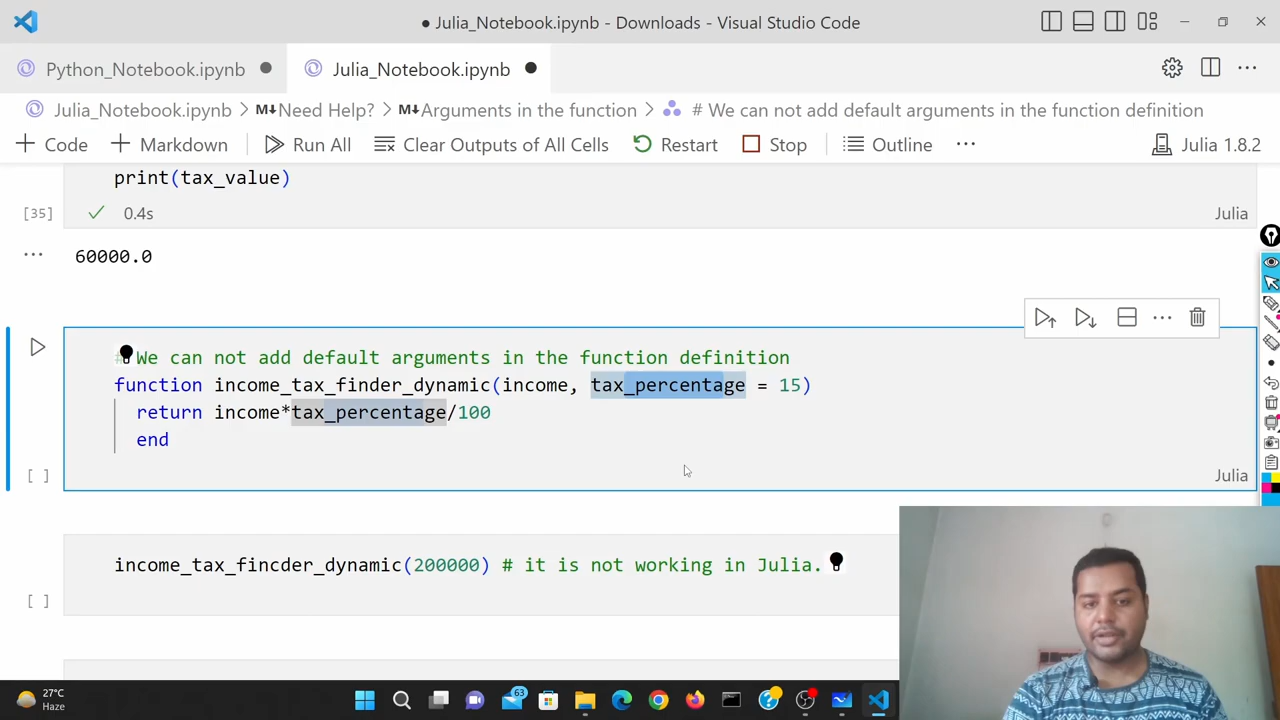 ● Julia_Notebook.ipynb - Downloads - Visual Studio Code
Python_Notebook.ipynb ● Julia_Notebook.ipynb ●
Julia_Notebook.ipynb > M↓Need Help? > M↓Arguments in the function > # We can not add default arguments in the function definition
+ Code + Markdown Run All Clear Outputs of All Cells Restart Stop Outline ... Julia 1.8.2
print(tax_value)
[35] 0.4s Julia
... 60000.0
# We can not add default arguments in the function definition
function income_tax_finder_dynamic(income, tax_percentage = 15)
return income*tax_percentage/100
end
[ ] Julia
income_tax_fincder_dynamic(200000) # it is not working in Julia.
[ ]
27°C
Haze
63